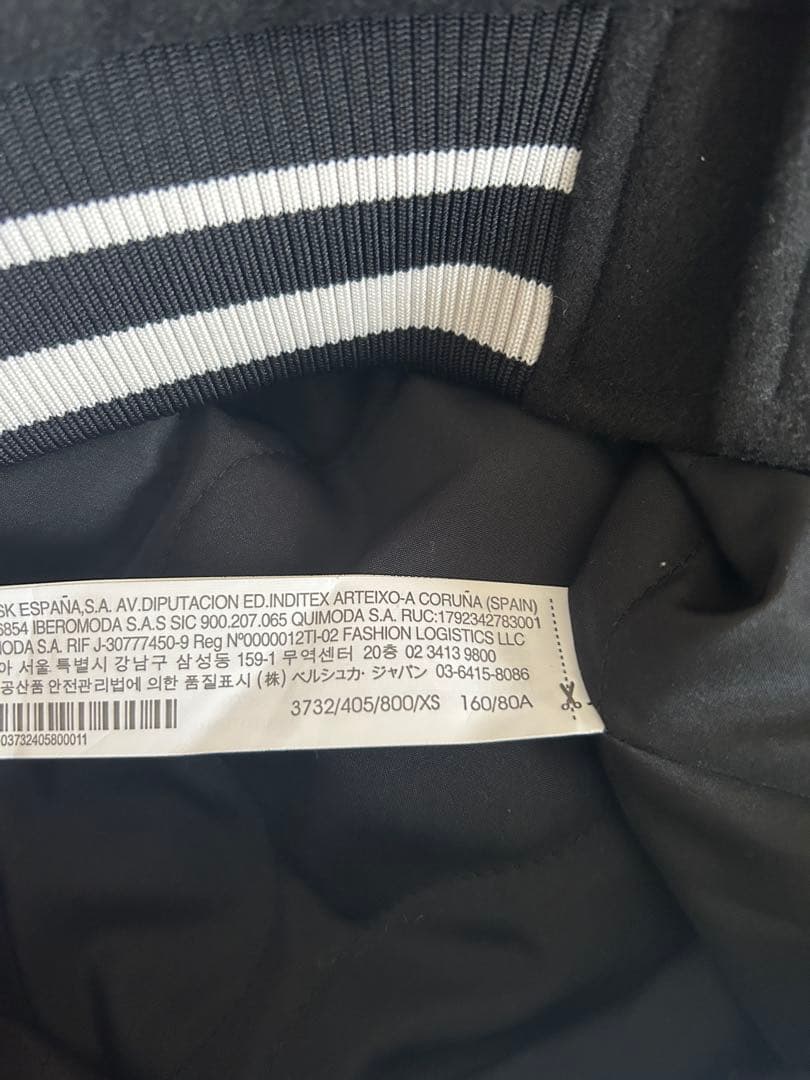 SK ESPAÑA,S.A. AV.DIPUTACION ED.INDITEX ARTEIXO-A CORUÑA (SPAIN)
6854 IBEROMODA S.A.S SIC 900.207.065 QUIMODA S.A. RUC:1792342783001
MODA S.A. RIF J-30777450-9 Reg Nº0000012TI-02 FASHION LOGISTICS LLC
아 서울 특별시 강남구 삼성동 159-1 무역센터 20층 02 3413 9800
공산품 안전관리법에 의한 품질표시 (株) ベルシュカ・ジャパン 03-6415-8086
3732/405/800/XS 160/80A
03732405800011